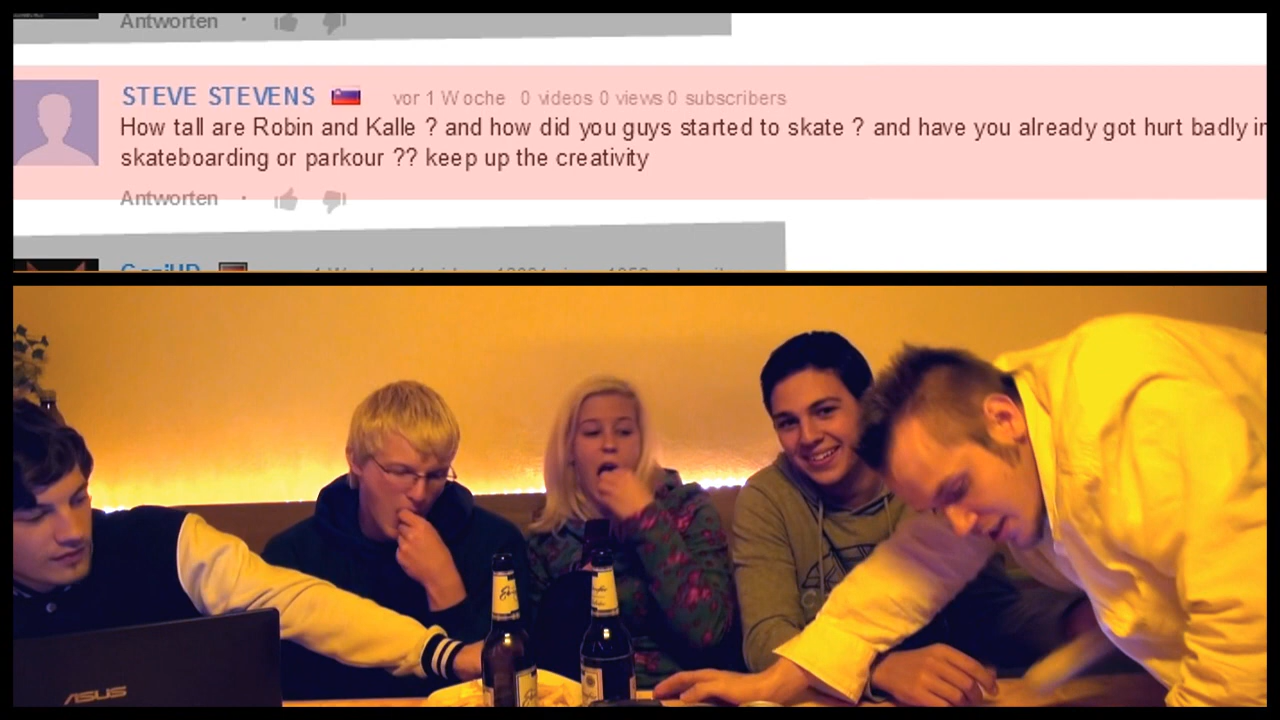 Antworten ·
STEVE STEVENS vor 1 Woche 0 videos 0 views 0 subscribers
How tall are Robin and Kalle ? and how did you guys started to skate ? and have you already got hurt badly in
skateboarding or parkour ?? keep up the creativity
Antworten ·
ASUS